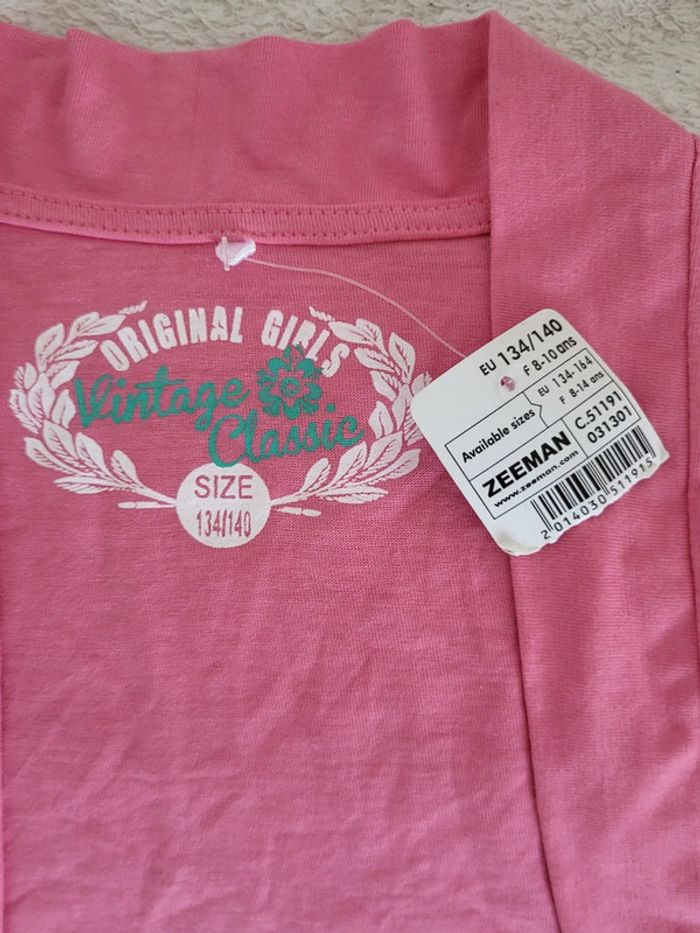 ORIGINAL GIRLS
Vintage
Classic
SIZE
134/140
EU 134/140
F 8-10 ans
Available sizes
EU 134-164
F 8-14 ans
ZEEMAN
www.zeeman.com
C.51191
031301
2 014030 511915